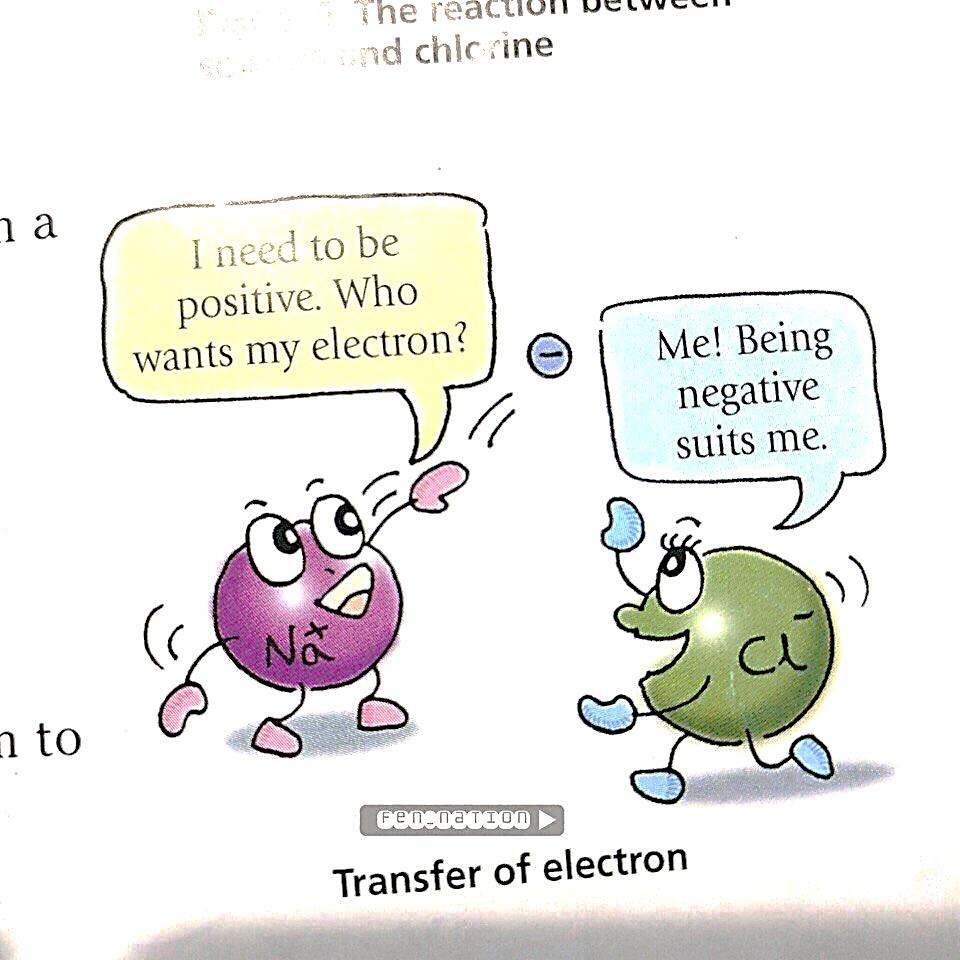 The reaction between
and chlorine
a
I need to be
positive. Who
wants my electron?
−
Me! Being
negative
suits me.
Na+
Cl−
to
fen_nation
Transfer of electron